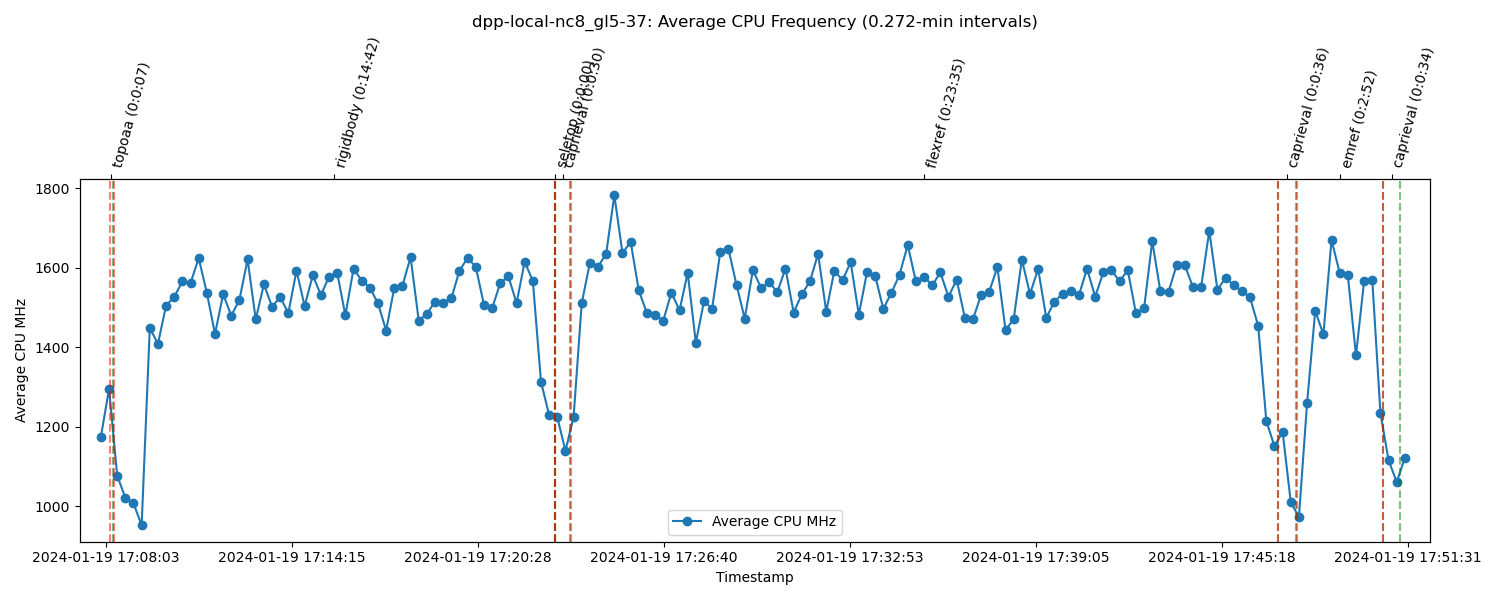 dpp-local-nc8_gl5-37: Average CPU Frequency (0.272-min intervals)
topoaa (0:0:07)
rigidbody (0:14:42)
seletop (0:0:00)
caprieval (0:0:30)
flexref (0:23:35)
caprieval (0:0:36)
emref (0:2:52)
caprieval (0:0:34)
Average CPU MHz
1800
1600
1400
1200
1000
Average CPU MHz
2024-01-19 17:08:03
2024-01-19 17:14:15
2024-01-19 17:20:28
2024-01-19 17:26:40
2024-01-19 17:32:53
2024-01-19 17:39:05
2024-01-19 17:45:18
2024-01-19 17:51:31
Timestamp